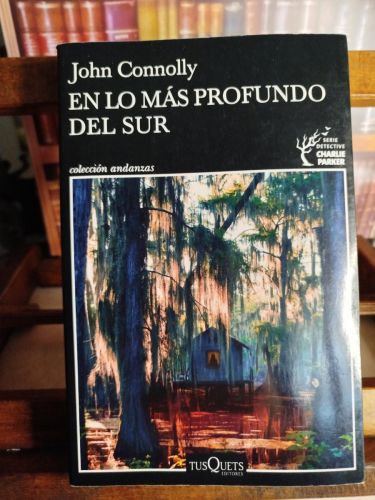 John Connolly
EN LO MÁS PROFUNDO
DEL SUR
SERIE
DETECTIVE
CHARLIE
PARKER
colección andanzas
TUSQUETS
EDITORES